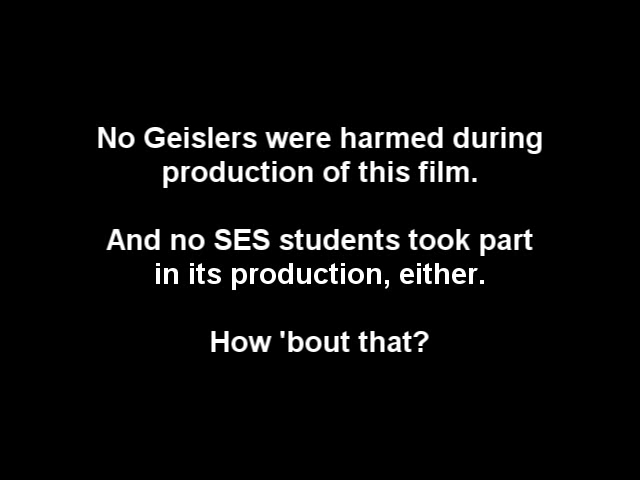 No Geislers were harmed during
production of this film.
And no SES students took part
in its production, either.
How 'bout that?